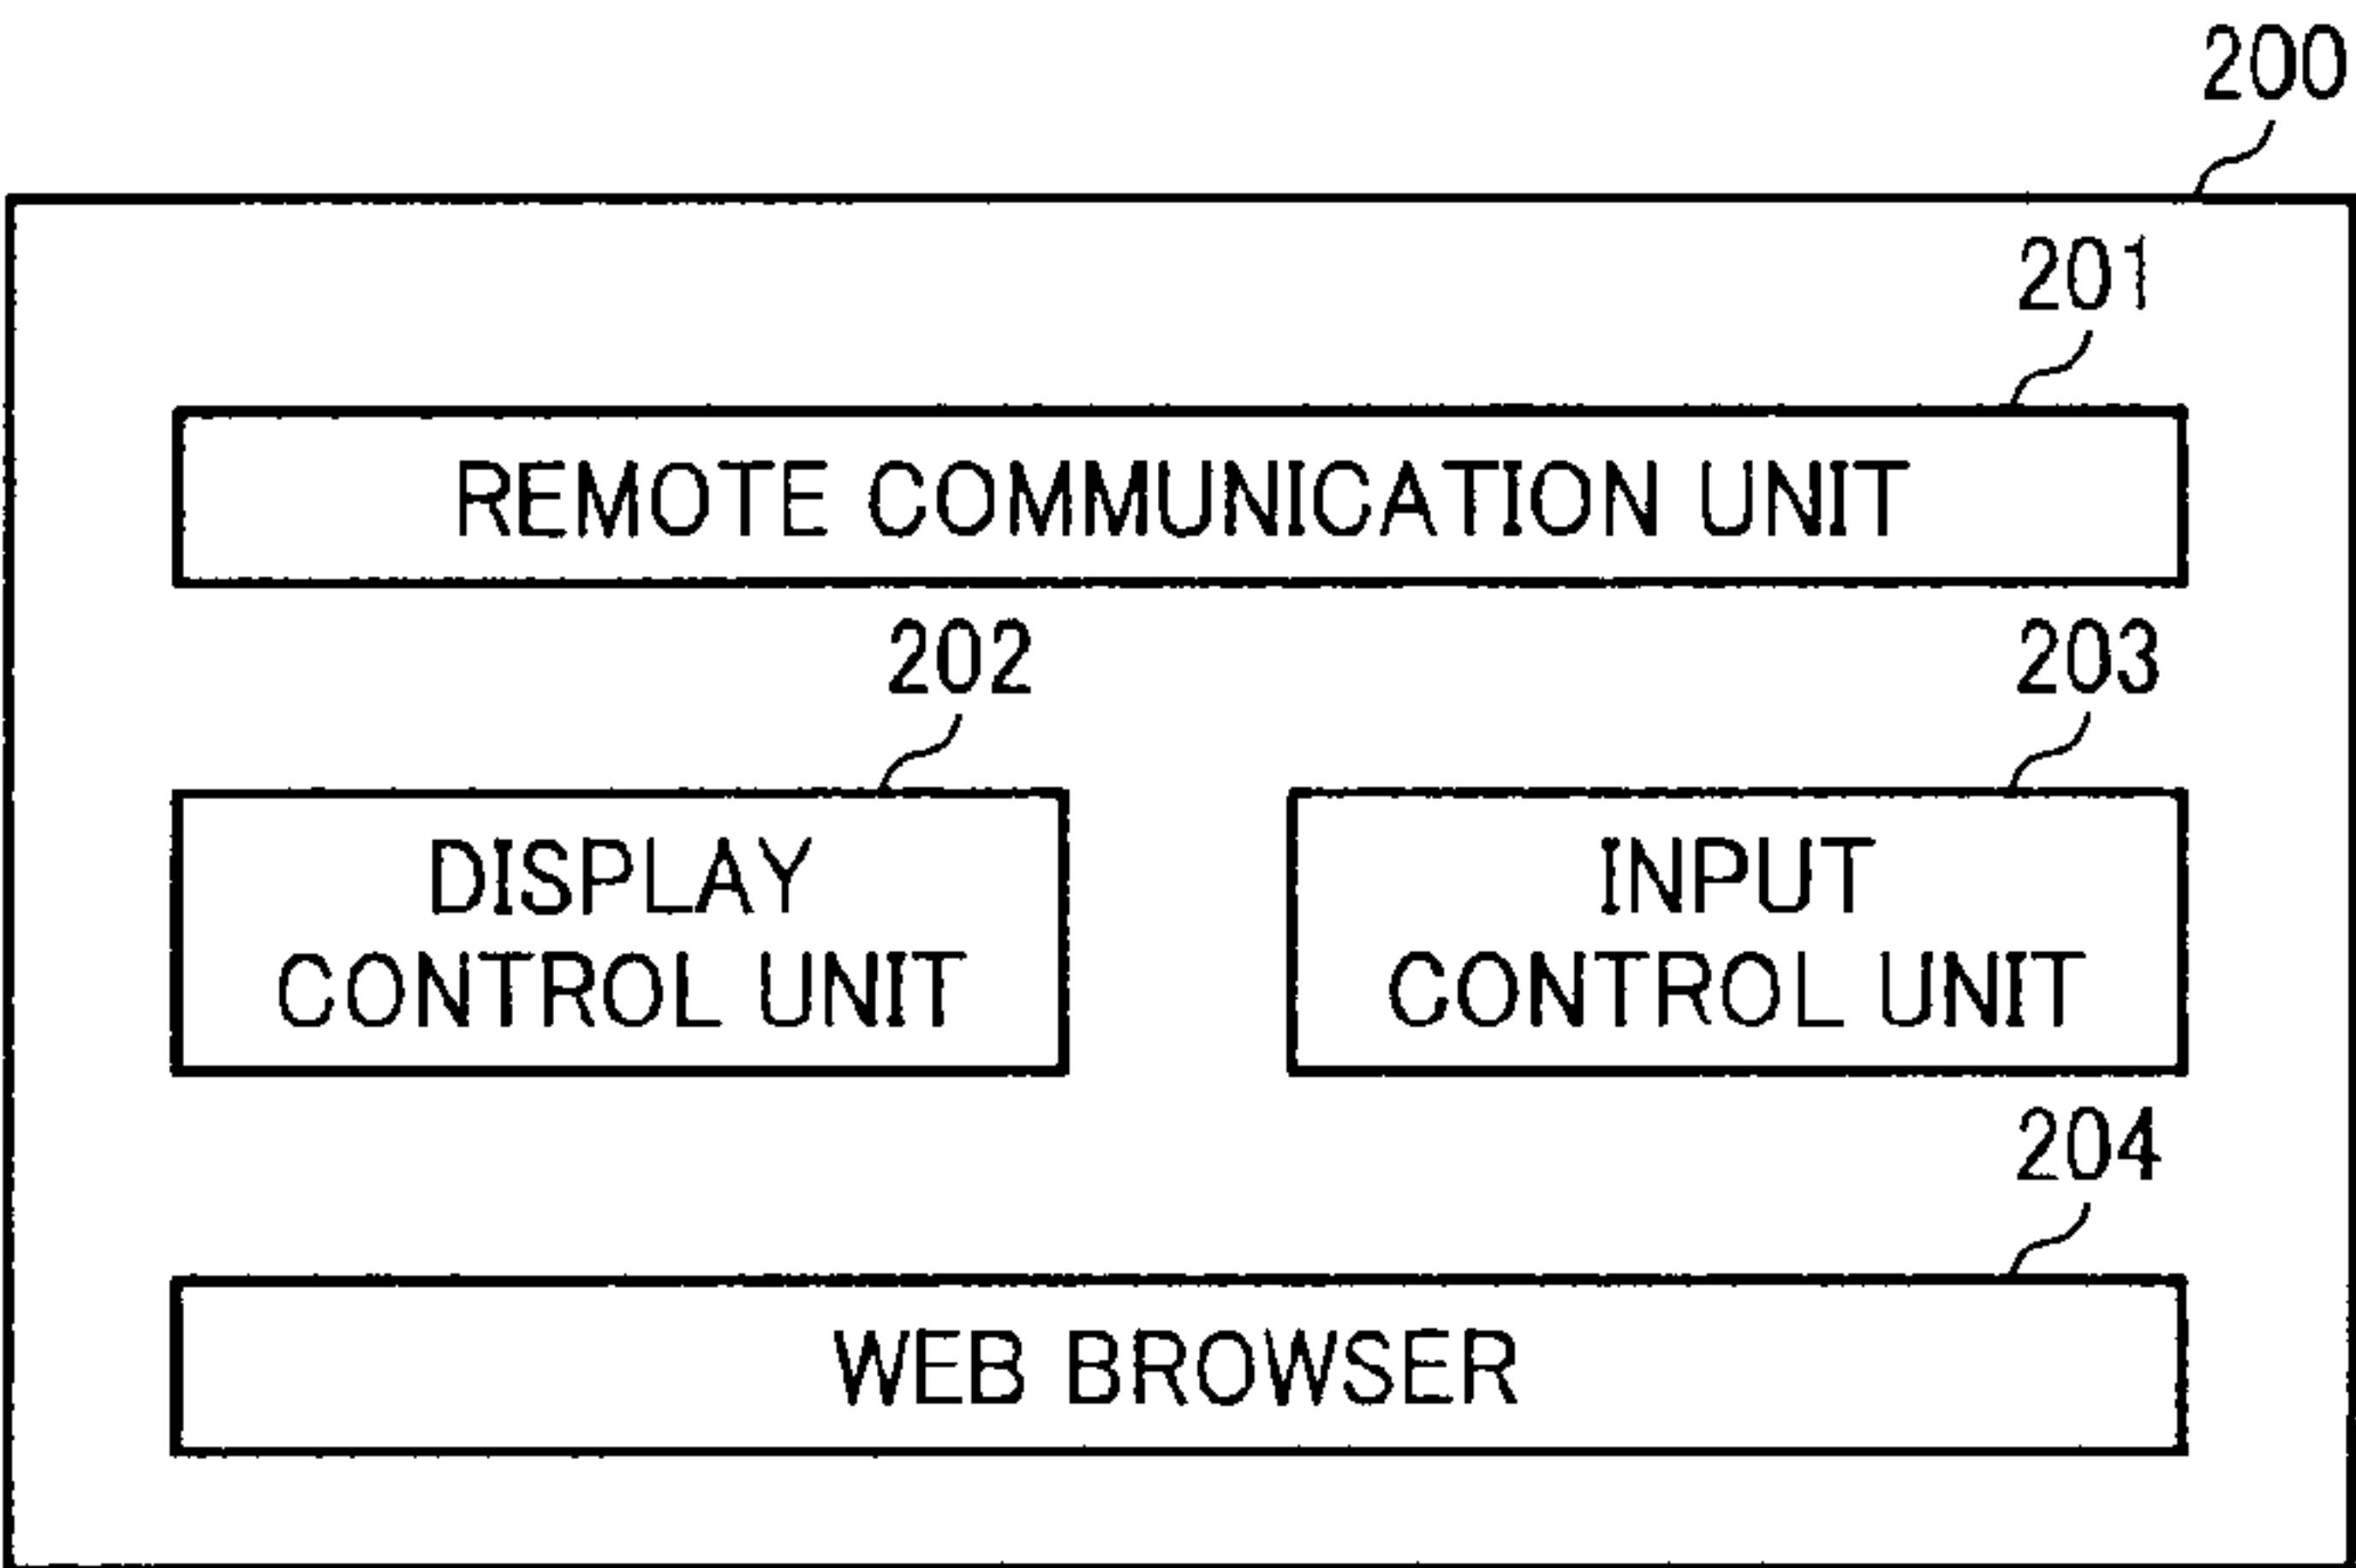 200
201
REMOTE COMMUNICATION UNIT
202
203
DISPLAY
CONTROL UNIT
INPUT
CONTROL UNIT
204
WEB BROWSER